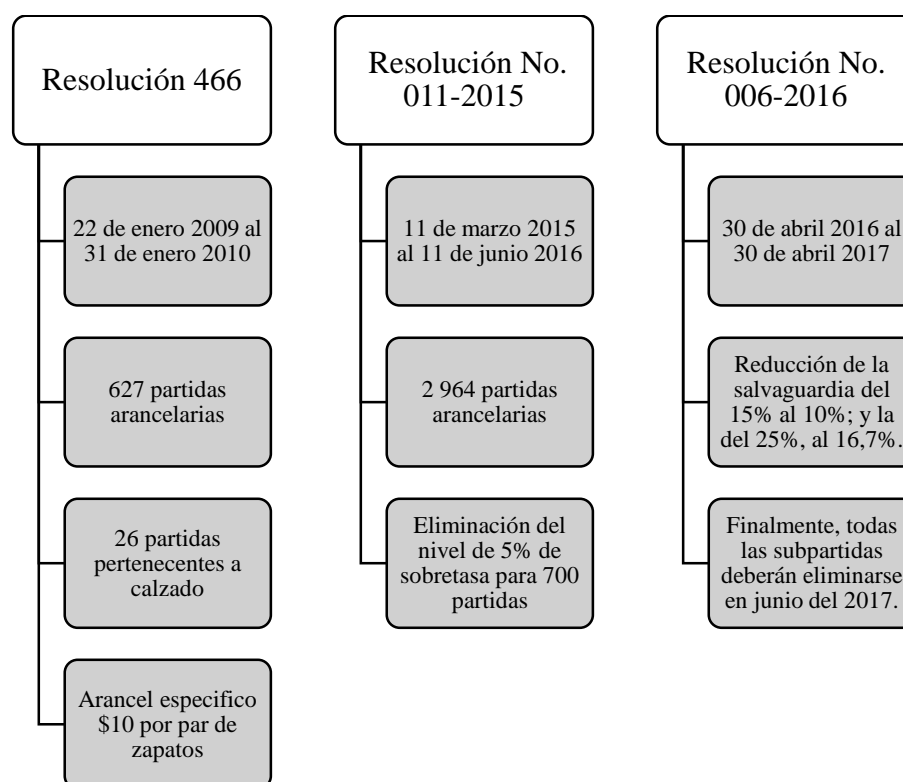 Resolución 466
22 de enero 2009 al
31 de enero 2010
627 partidas
arancelarias
26 partidas
pertenecentes a
calzado
Arancel especifico
$10 por par de
zapatos
Resolución No.
011-2015
11 de marzo 2015
al 11 de junio 2016
2 964 partidas
arancelarias
Eliminación del
nivel de 5% de
sobretasa para 700
partidas
Resolución No.
006-2016
30 de abril 2016 al
30 de abril 2017
Reducción de la
salvaguardia del
15% al 10%; y la
del 25%, al 16,7%.
Finalmente, todas
las subpartidas
deberán eliminarse
en junio del 2017.